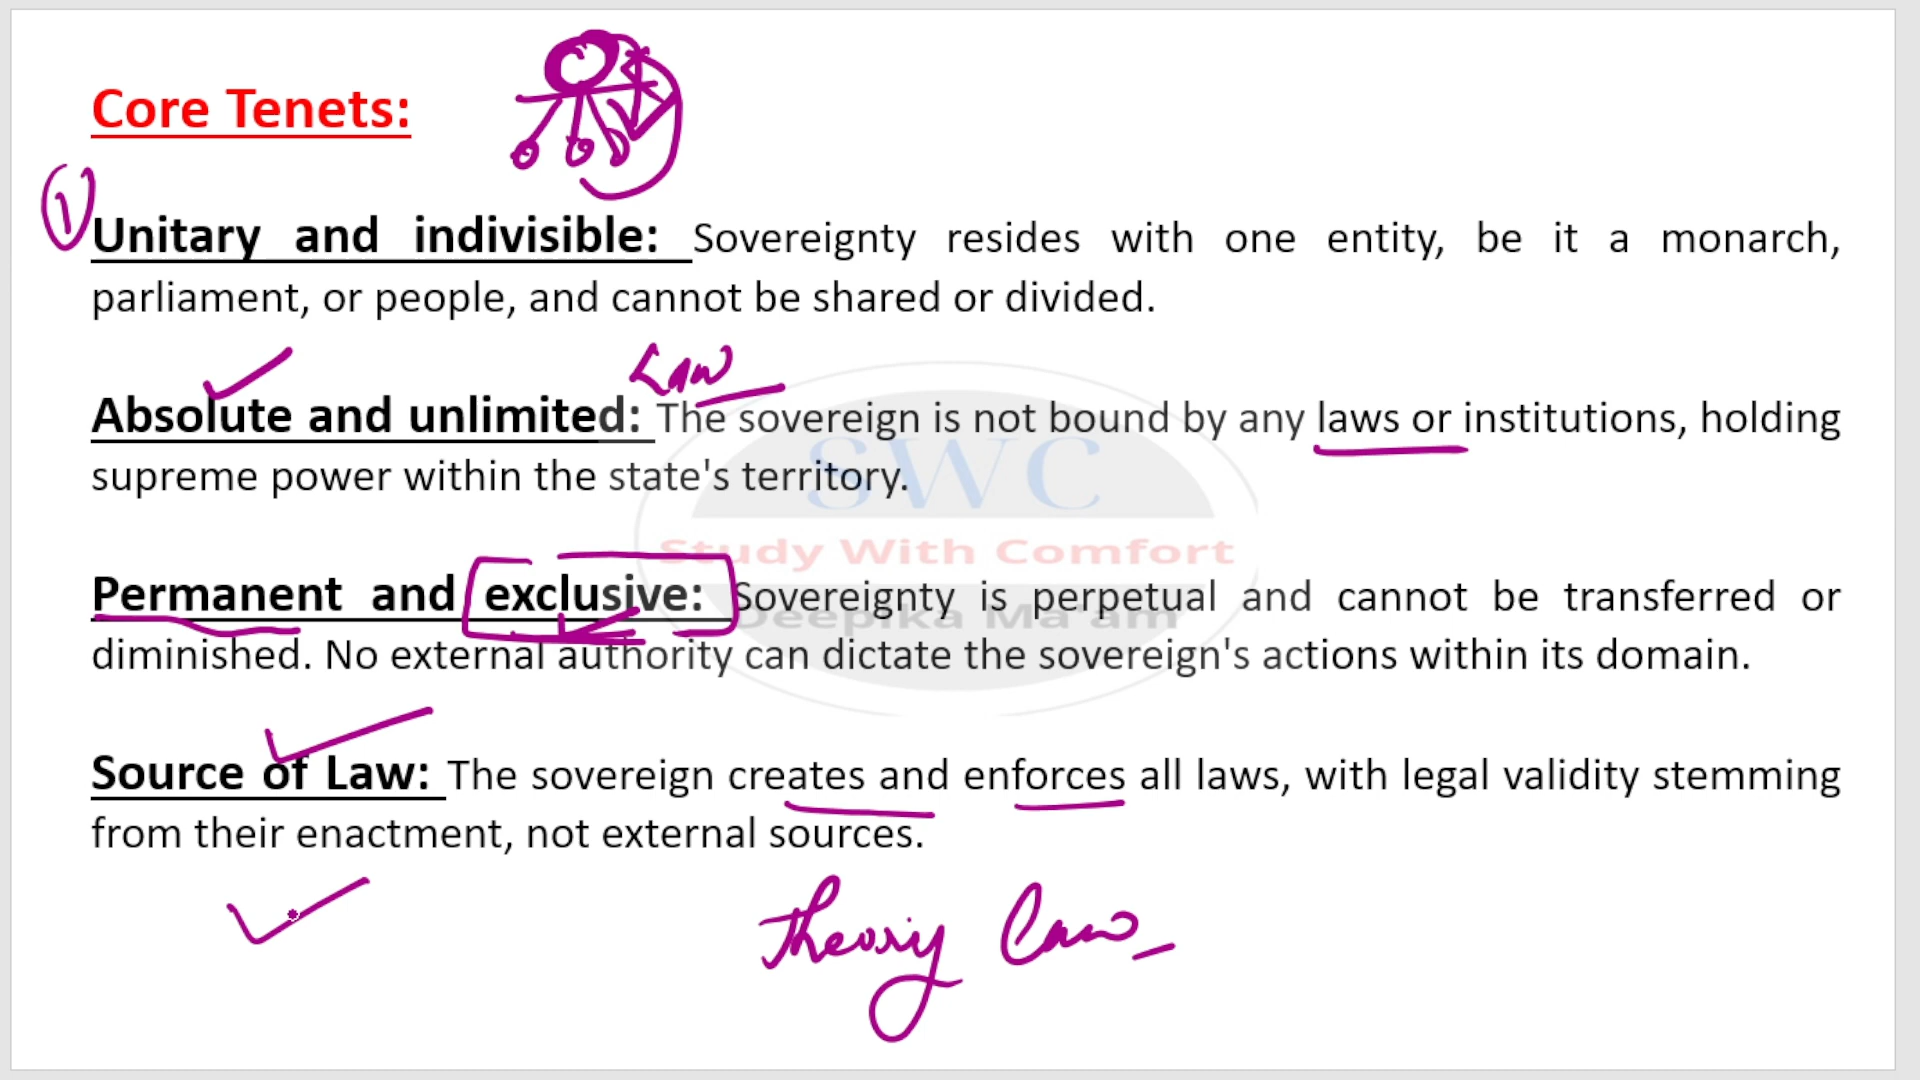 Core Tenets:
1
Unitary and indivisible: Sovereignty resides with one entity, be it a monarch,
parliament, or people, and cannot be shared or divided.
Law
Absolute and unlimited: The sovereign is not bound by any laws or institutions, holding
supreme power within the state's territory.
SWC
Study With Comfort
Permanent and exclusive: Sovereignty is perpetual and cannot be transferred or
Deepika Ma'am
diminished. No external authority can dictate the sovereign's actions within its domain.
Source of Law: The sovereign creates and enforces all laws, with legal validity stemming
from their enactment, not external sources.
Theory Law